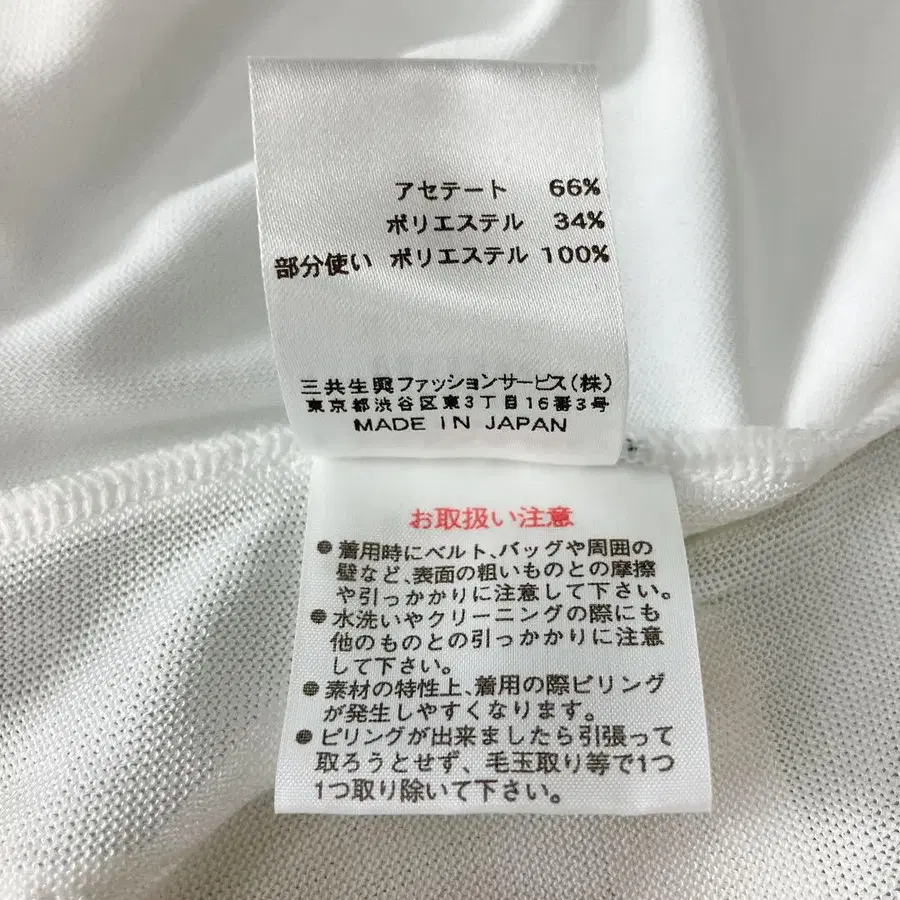 アセテート 66%
ポリエステル 34%
部分使い ポリエステル 100%
三共生興ファッションサービス(株)
東京都渋谷区東3丁目16番3号
MADE IN JAPAN
お取扱い注意
●着用時にベルト、バッグや周囲の
壁など、表面の粗いものとの摩擦
や引っかかりに注意して下さい。
●水洗いやクリーニングの際にも
他のものとの引っかかりに注意
して下さい。
●素材の特性上、着用の際ピリング
が発生しやすくなります。
●ピリングが出来ましたら引張って
取ろうとせず、毛玉取り等で1つ
1つ取り除いて下さい。